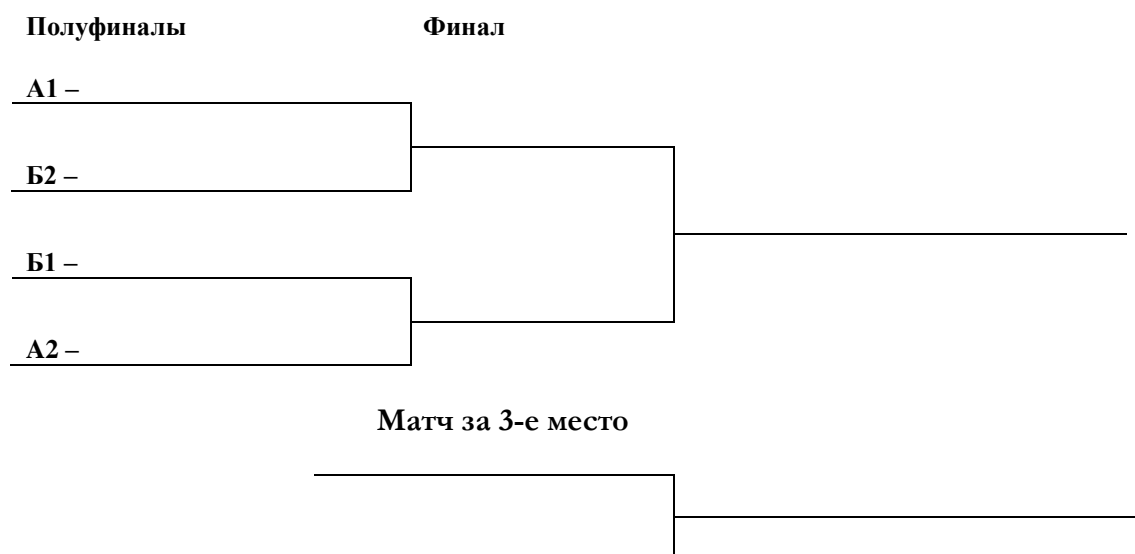 Полуфиналы Финал
А1 –
Б2 –
Б1 –
А2 –
Матч за 3-е место